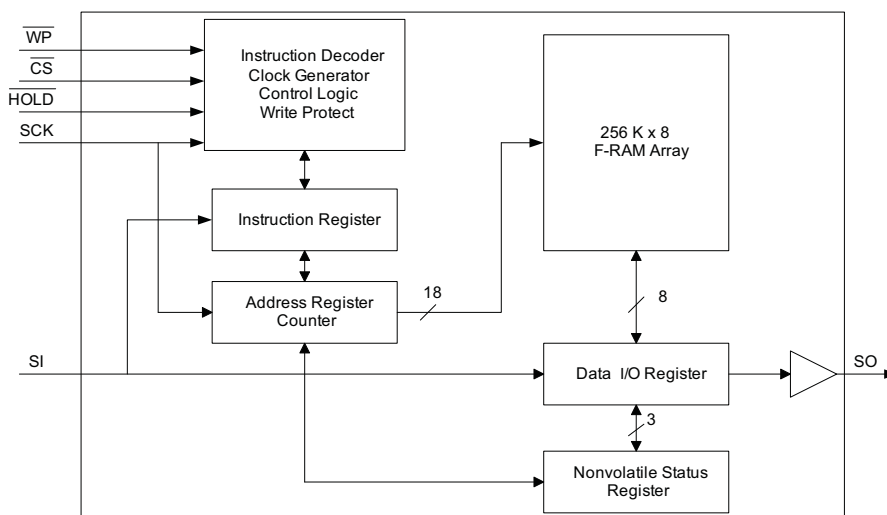 WP
CS
HOLD
SCK
Instruction Decoder
Clock Generator
Control Logic
Write Protect
256 K x 8
F-RAM Array
Instruction Register
Address Register
Counter
18
8
SI
Data I/O Register
SO
3
Nonvolatile Status
Register